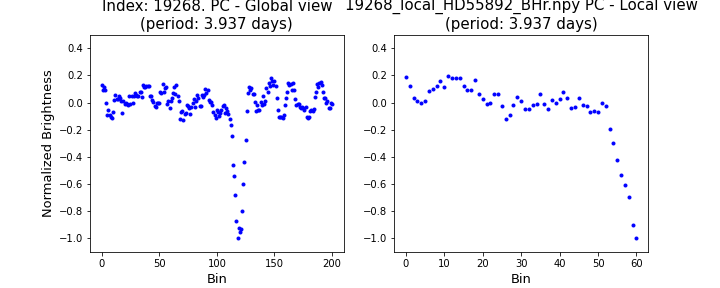 Index: 19268. PC - Global view
(period: 3.937 days)
19268_local_HD55892_BHr.npy PC - Local view
(period: 3.937 days)
Normalized Brightness
0.4
0.2
0.0
−0.2
−0.4
−0.6
−0.8
−1.0
0 50 100 150 200
Bin
0.4
0.2
0.0
−0.2
−0.4
−0.6
−0.8
−1.0
0 10 20 30 40 50 60
Bin